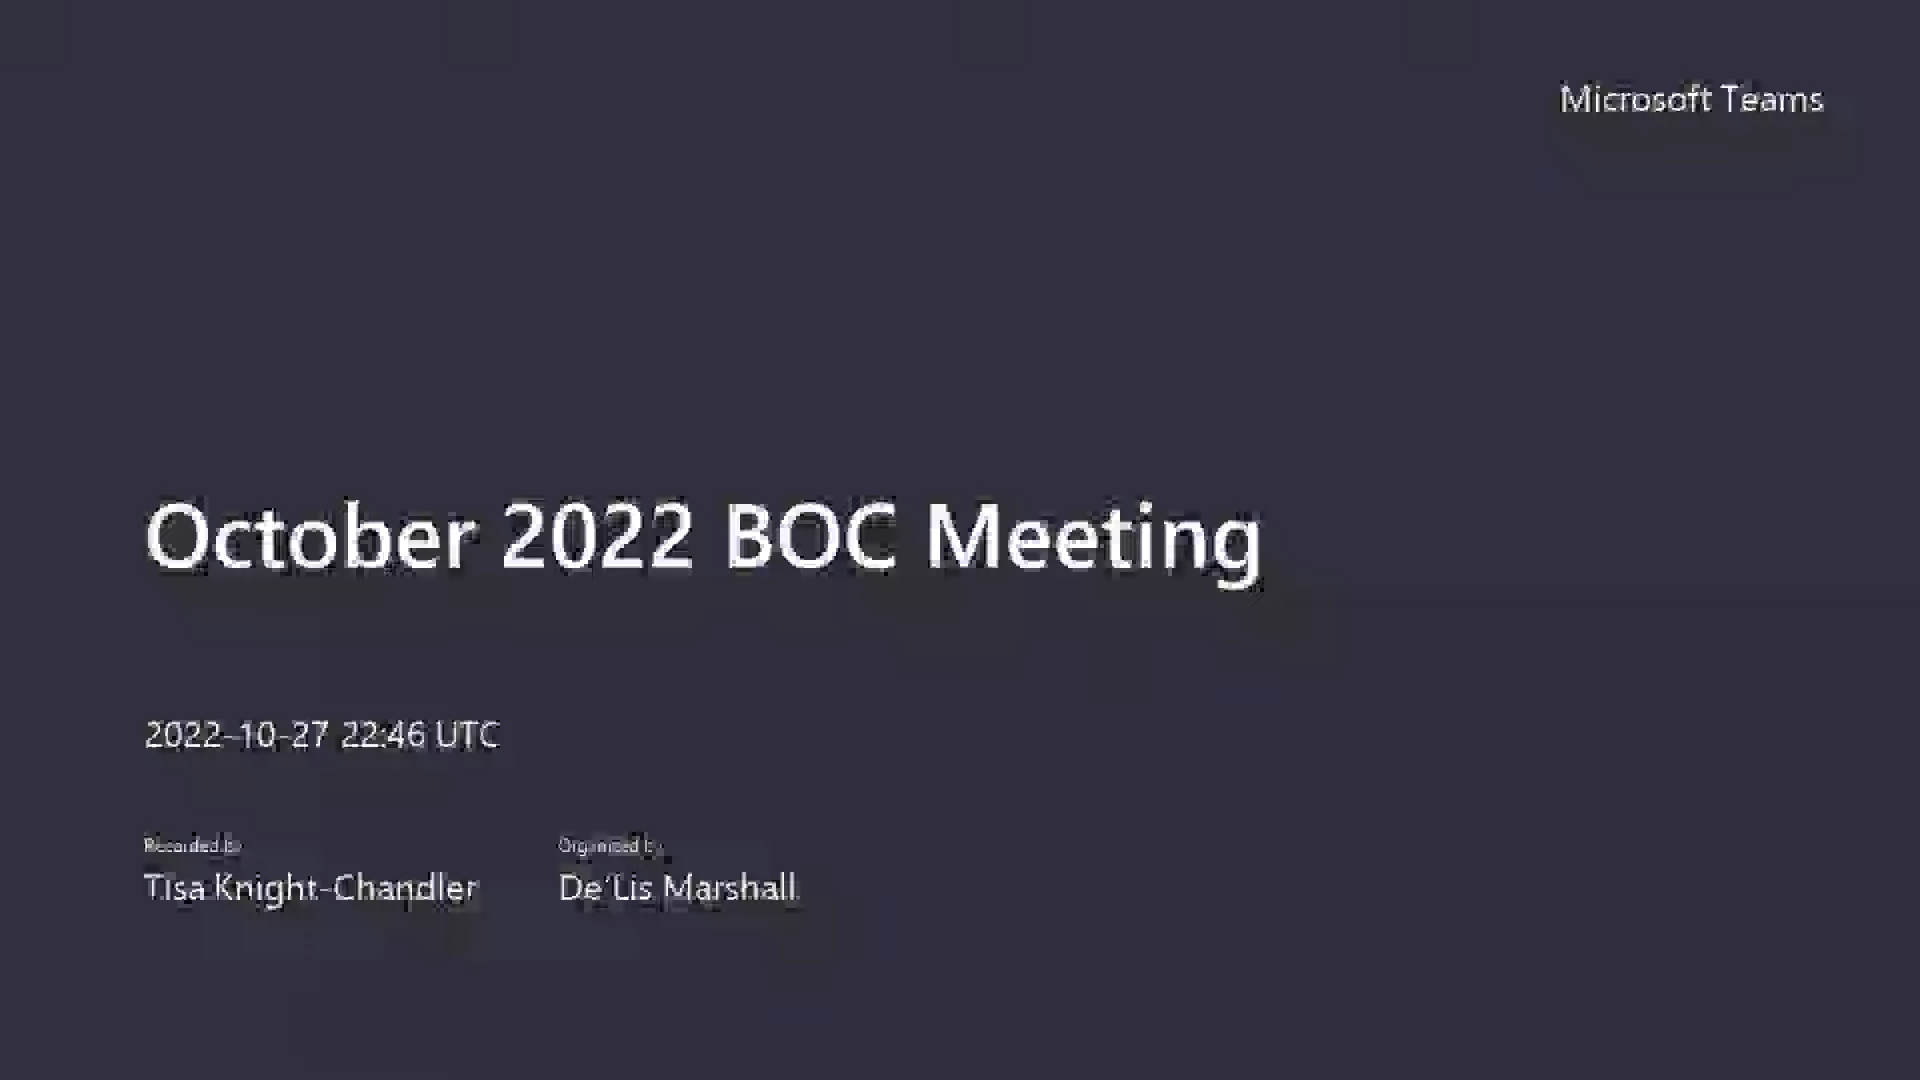 Microsoft Teams
October 2022 BOC Meeting
2022-10-27 22:46 UTC
Recorded by
Organized by
Tisa Knight-Chandler
De'Lis Marshall